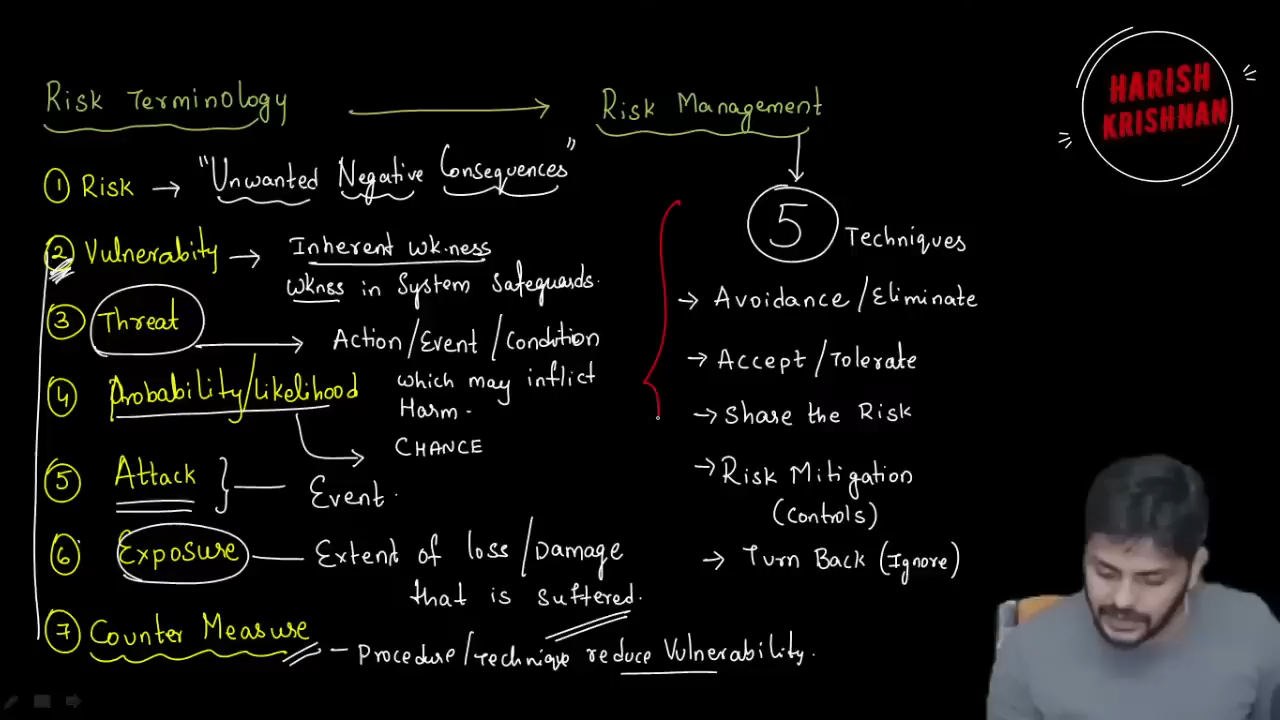 Risk Terminology
① Risk → "Unwanted Negative Consequences"
② Vulnerabity → Inherent wk.ness
wknss in System Safeguards.
③ Threat → Action/Event/Condition
which may inflict
Harm.
④ Probability/Likelihood → CHANCE
⑤ Attack } — Event.
⑥ Exposure — Extent of loss/Damage
that is suffered.
⑦ Counter Measure — Procedure/Technique reduce Vulnerability.
→ Risk Management
5 Techniques
→ Avoidance/Eliminate
→ Accept/Tolerate
→ Share the Risk
→ Risk Mitigation
(Controls)
→ Turn Back (Ignore)
HARISH
KRISHNAN